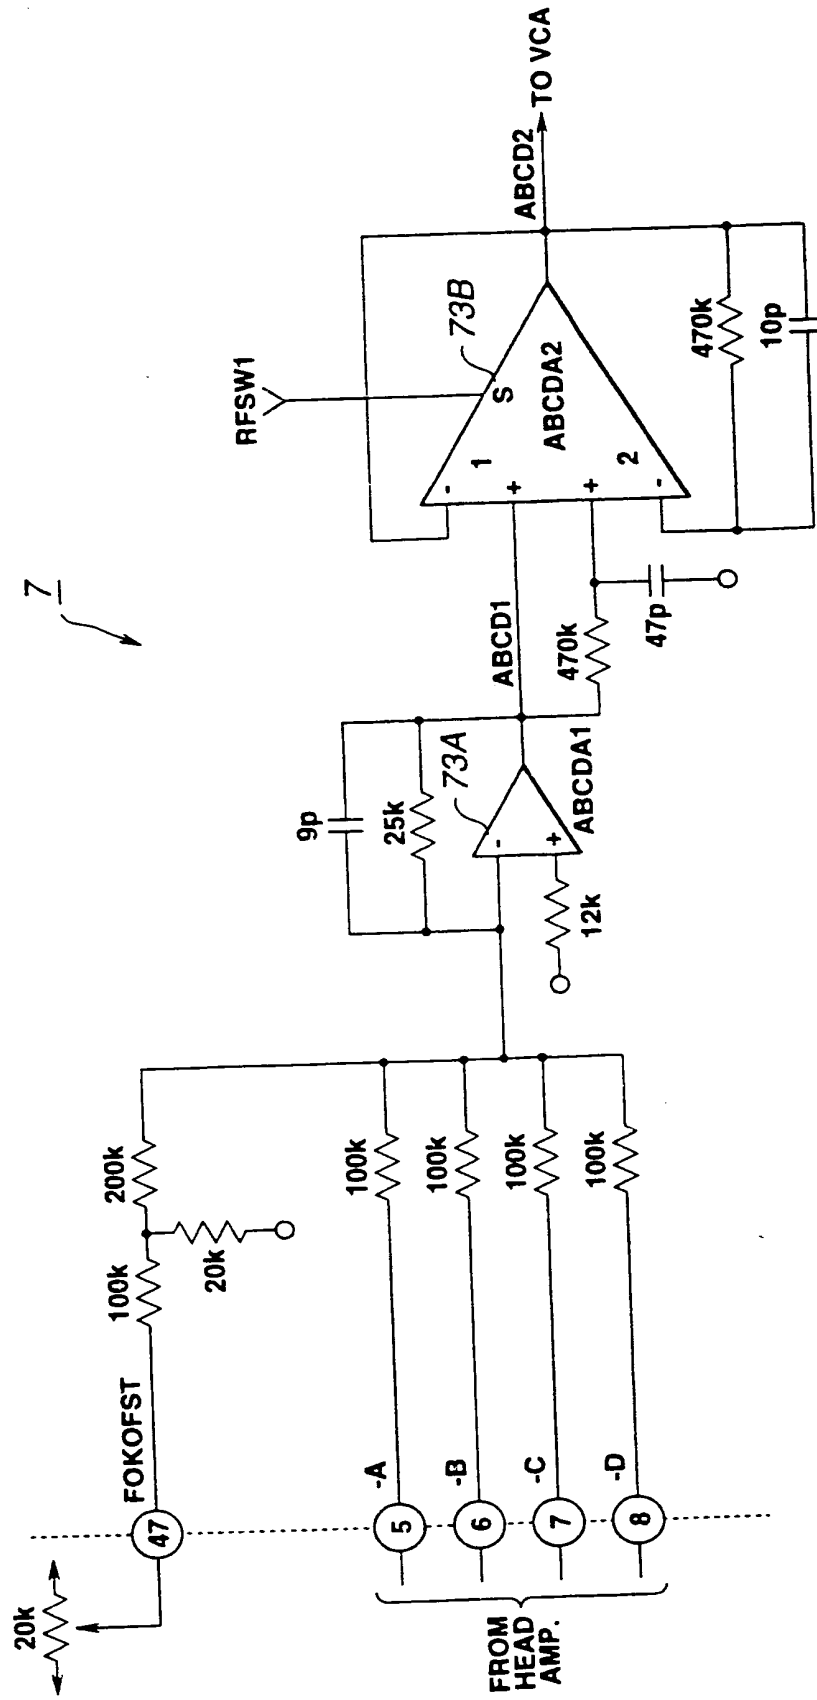 7
20k
47
FOKOFST
100k
200k
20k
FROM
HEAD
AMP.
5
-A
100k
6
-B
100k
7
-C
100k
8
-D
100k
9p
25k
-
+
73A
ABCDA1
12k
ABCD1
470k
47p
RFSW1
73B
S
-
1
+
ABCDA2
+
2
-
ABCD2
TO VCA
470k
10p